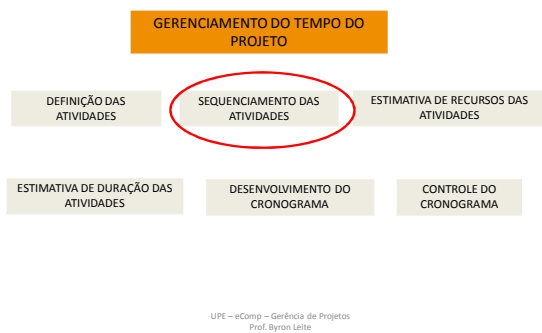 GERENCIAMENTO DO TEMPO DO
PROJETO
DEFINIÇÃO DAS
ATIVIDADES
SEQUENCIAMENTO DAS
ATIVIDADES
ESTIMATIVA DE RECURSOS DAS
ATIVIDADES
ESTIMATIVA DE DURAÇÃO DAS
ATIVIDADES
DESENVOLVIMENTO DO
CRONOGRAMA
CONTROLE DO
CRONOGRAMA
UPE – eComp – Gerência de Projetos
Prof. Byron Leite